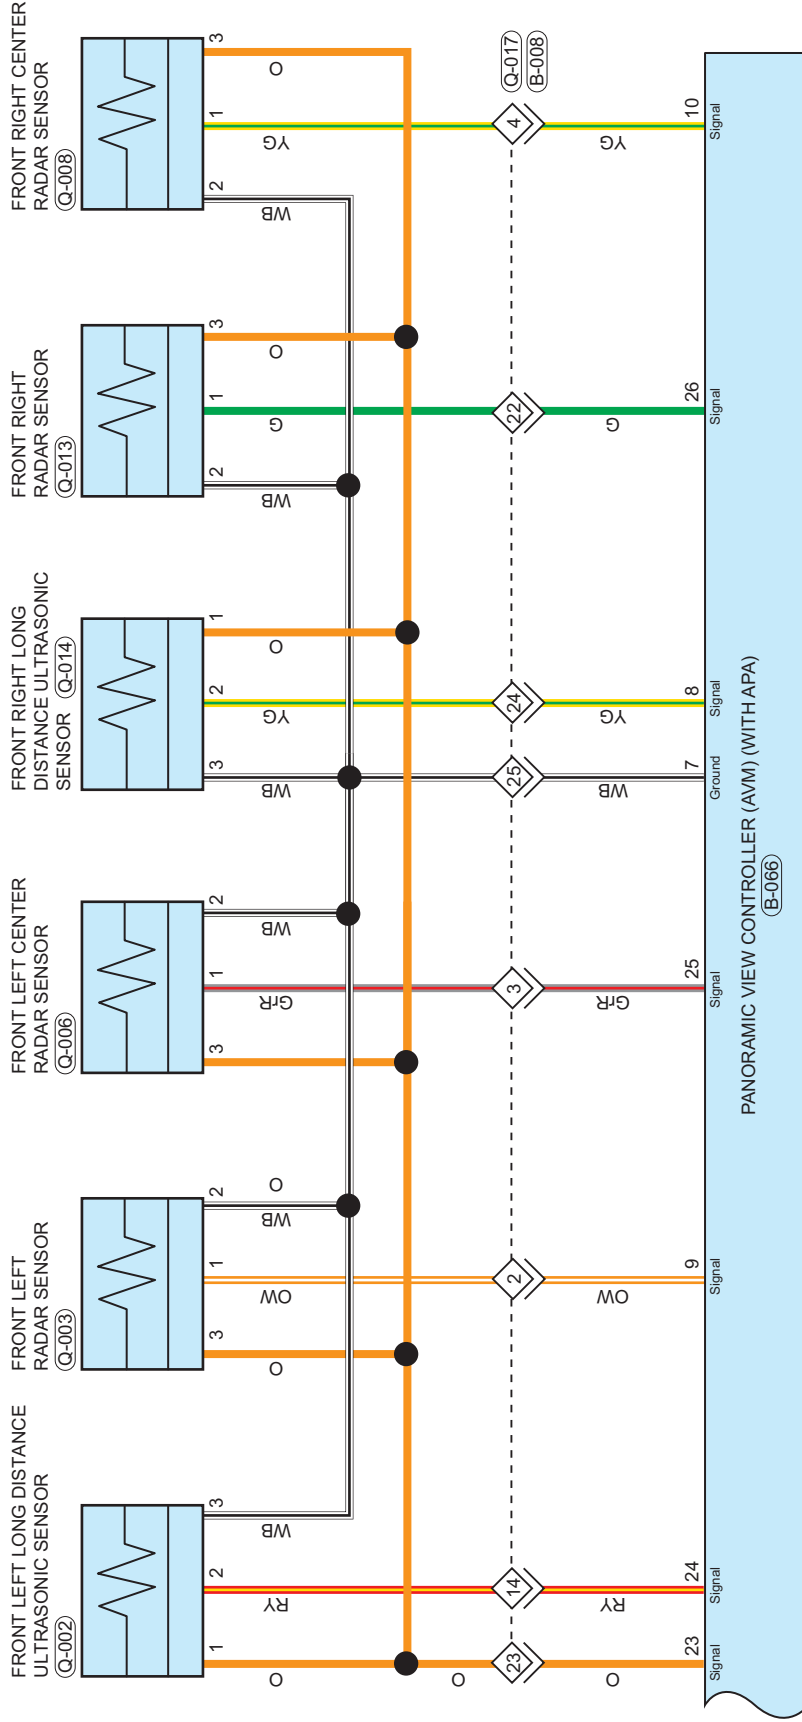 FRONT LEFT LONG DISTANCE
ULTRASONIC SENSOR
Q-002
FRONT LEFT
RADAR SENSOR
Q-003
FRONT LEFT CENTER
RADAR SENSOR
Q-006
FRONT RIGHT LONG
DISTANCE ULTRASONIC
SENSOR Q-014
FRONT RIGHT
RADAR SENSOR
Q-013
FRONT RIGHT CENTER
RADAR SENSOR
Q-008
1 2 3
3 1 2
3 1 2
3 2 1
2 1 3
2 1 3
O RY WB
O OW WB O
GrR WB
WB YG O
WB G O
WB YG O
O
23 14 2 3 25 24 22 4
Q-017
B-008
O RY OW GrR WB YG G YG
23 24 9 25 7 8 26 10
Signal Signal Signal Signal Ground Signal Signal Signal
PANORAMIC VIEW CONTROLLER (AVM) (WITH APA)
B-066